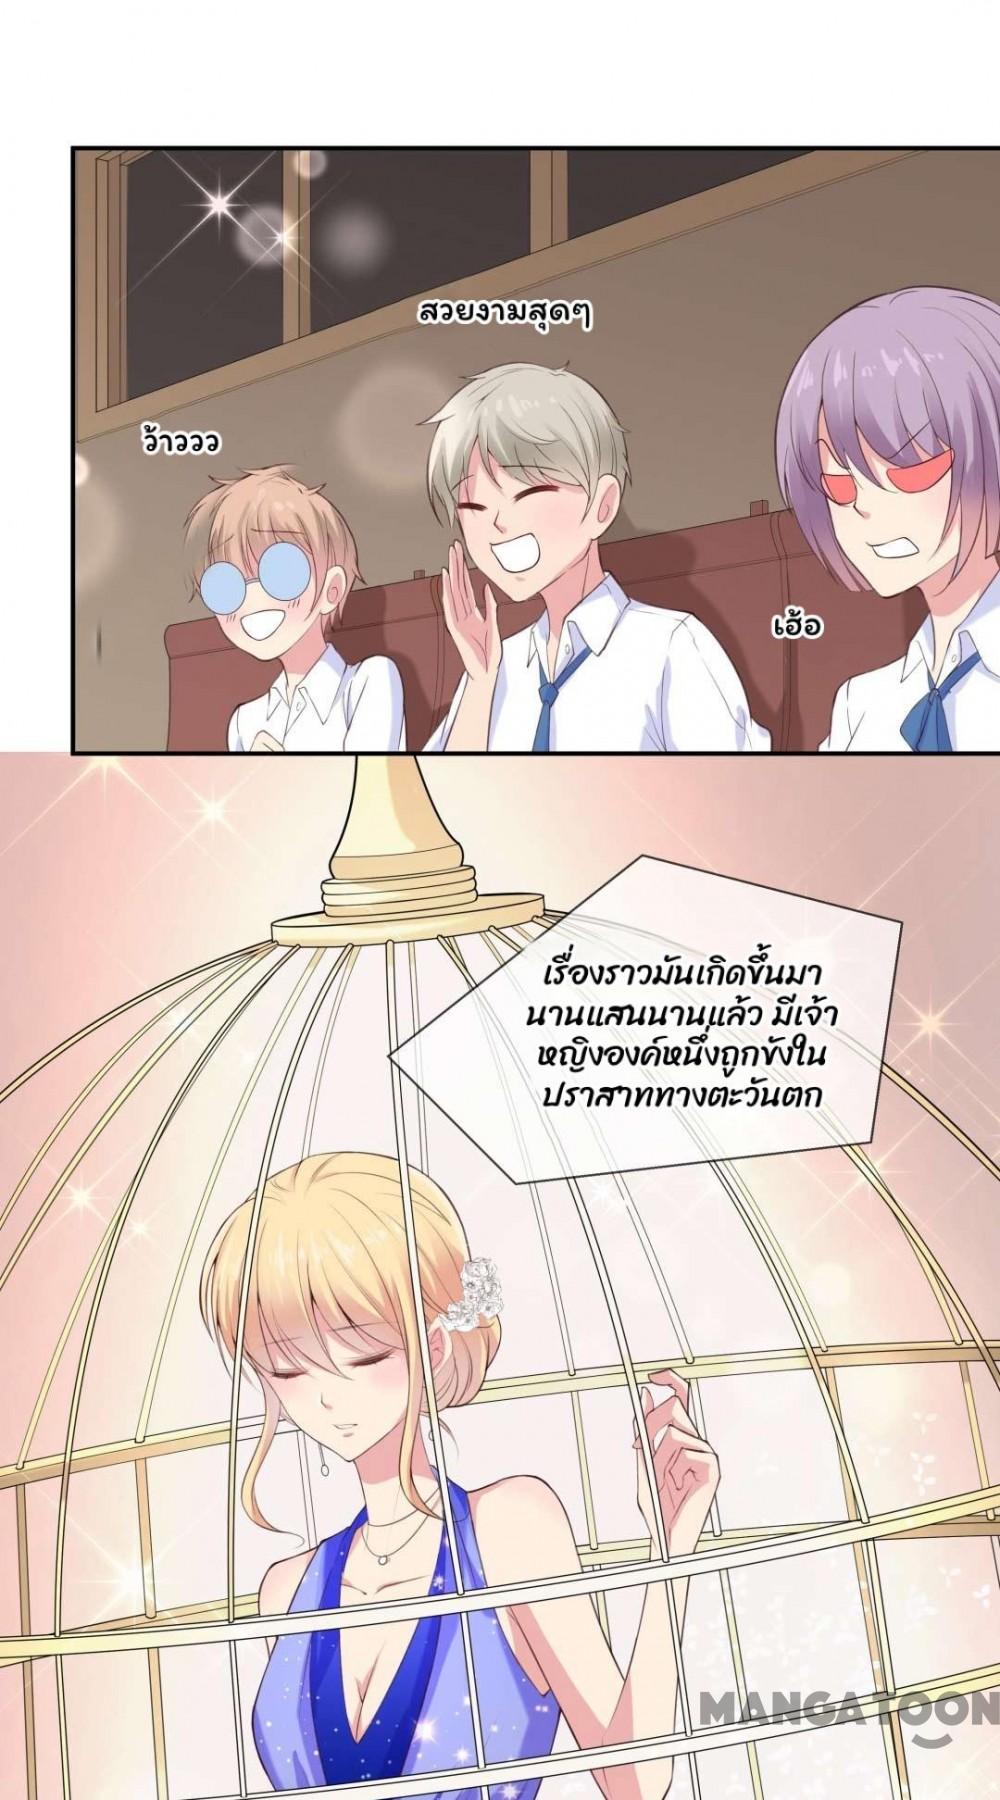 สวยงามสุดๆ
ว้าววว
เฮ้อ
เรื่องราวมันเกิดขึ้นมา
นานแสนนานแล้ว มีเจ้า
หญิงองค์หนึ่งถูกขังใน
ปราสาททางตะวันตก
MANGATOON